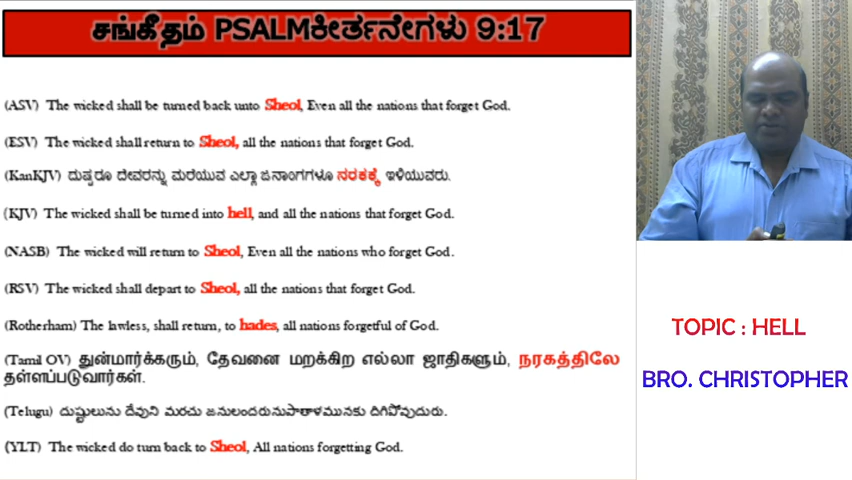 சங்கீதம் PSALMಕೀರ್ತನೇಗಳು 9:17
(ASV) The wicked shall be turned back unto Sheol, Even all the nations that forget God.
(ESV) The wicked shall return to Sheol, all the nations that forget God.
(KanKJV) ದುಷ್ಟರೂ ದೇವರನ್ನು ಮರೆಯುವ ಎಲ್ಲಾ ಜನಾಂಗಗಳೂ ನರಕಕ್ಕೆ ಇಳಿಯುವರು.
(KJV) The wicked shall be turned into hell, and all the nations that forget God.
(NASB) The wicked will return to Sheol, Even all the nations who forget God.
(RSV) The wicked shall depart to Sheol, all the nations that forget God.
(Rotherham) The lawless, shall return, to hades, all nations forgetful of God.
(Tamil OV) துன்மார்க்கரும், தேவனை மறக்கிற எல்லா ஜாதிகளும், நரகத்திலே
தள்ளப்படுவார்கள்.
(Telugu) దుష్టులును దేవుని మరచు జనులందరునుపాతాళమునకు దిగిపోవుదురు.
(YLT) The wicked do turn back to Sheol, All nations forgetting God.
TOPIC : HELL
BRO. CHRISTOPHER